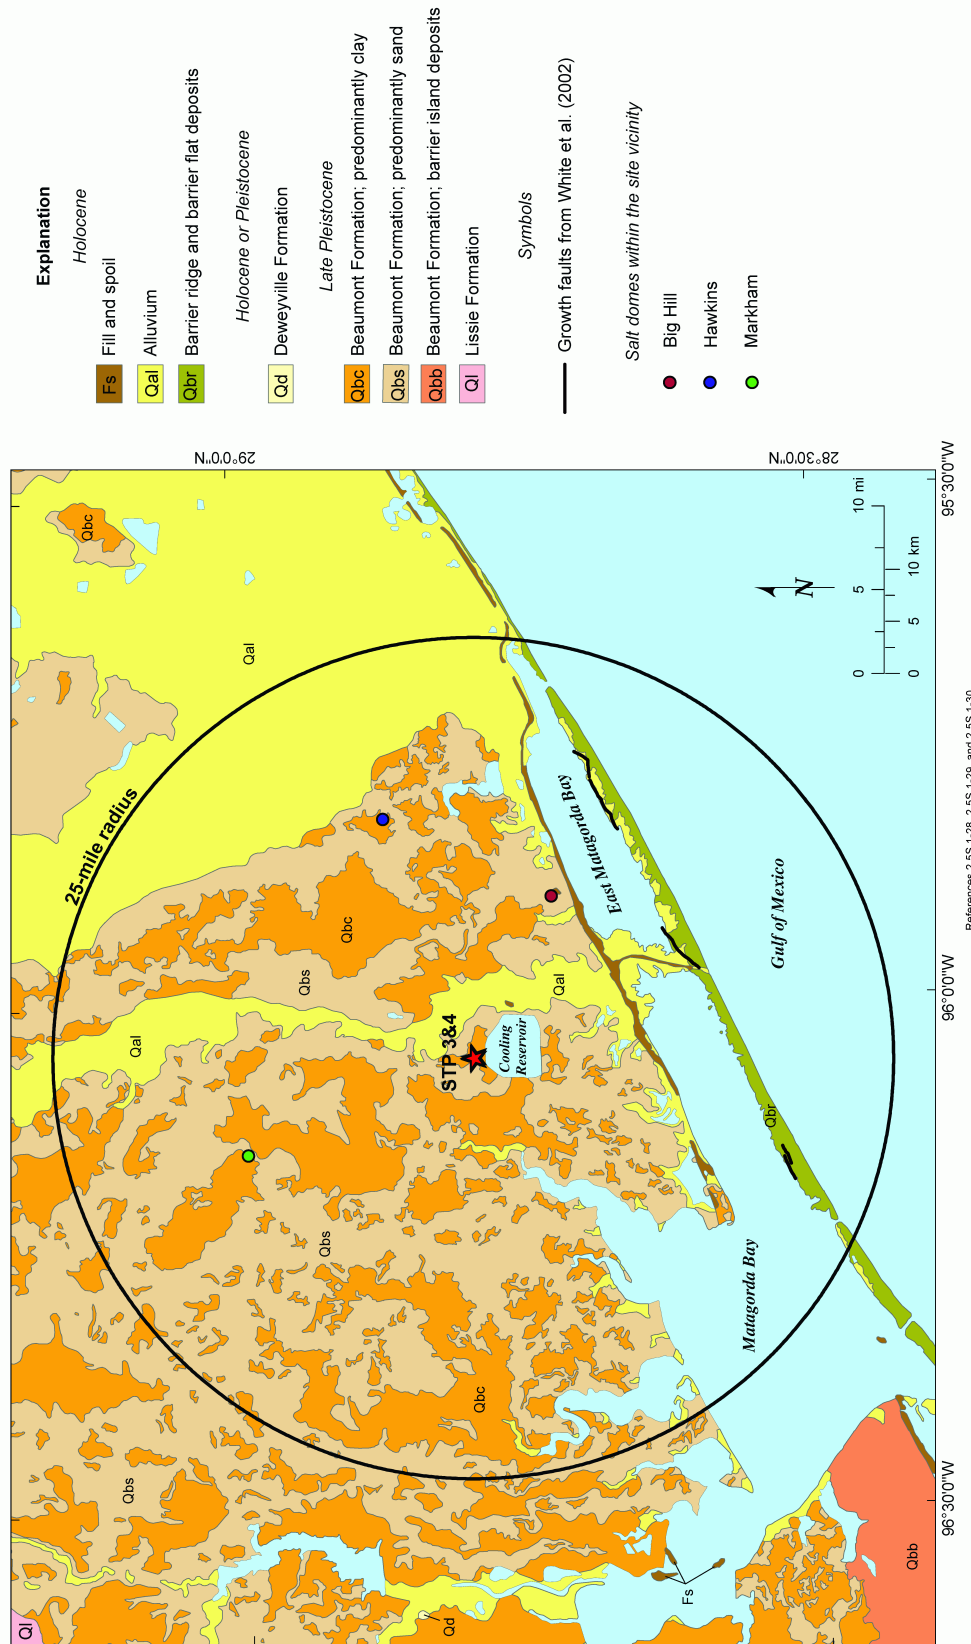 Explanation
Holocene
Fs Fill and spoil
Qal Alluvium
Qbr Barrier ridge and barrier flat deposits
Holocene or Pleistocene
Qd Deweyville Formation
Late Pleistocene
Qbc Beaumont Formation; predominantly clay
Qbs Beaumont Formation; predominantly sand
Qbb Beaumont Formation; barrier island deposits
Ql Lissie Formation
Symbols
Growth faults from White et al. (2002)
Salt domes within the site vicinity
Big Hill
Hawkins
Markham
29°0'0"N
28°30'0"N
95°30'0"W
96°0'0"W
96°30'0"W
0 5 10 mi
0 5 10 km
N
25-mile radius
STP 3&4
Cooling
Reservoir
East Matagorda Bay
Matagorda Bay
Gulf of Mexico
Qbc
Qal
Qbc
Qbs
Qal
Qal
Qbr
Qbs
Qbc
Qbs
Ql
Qd
Fs
Qbb